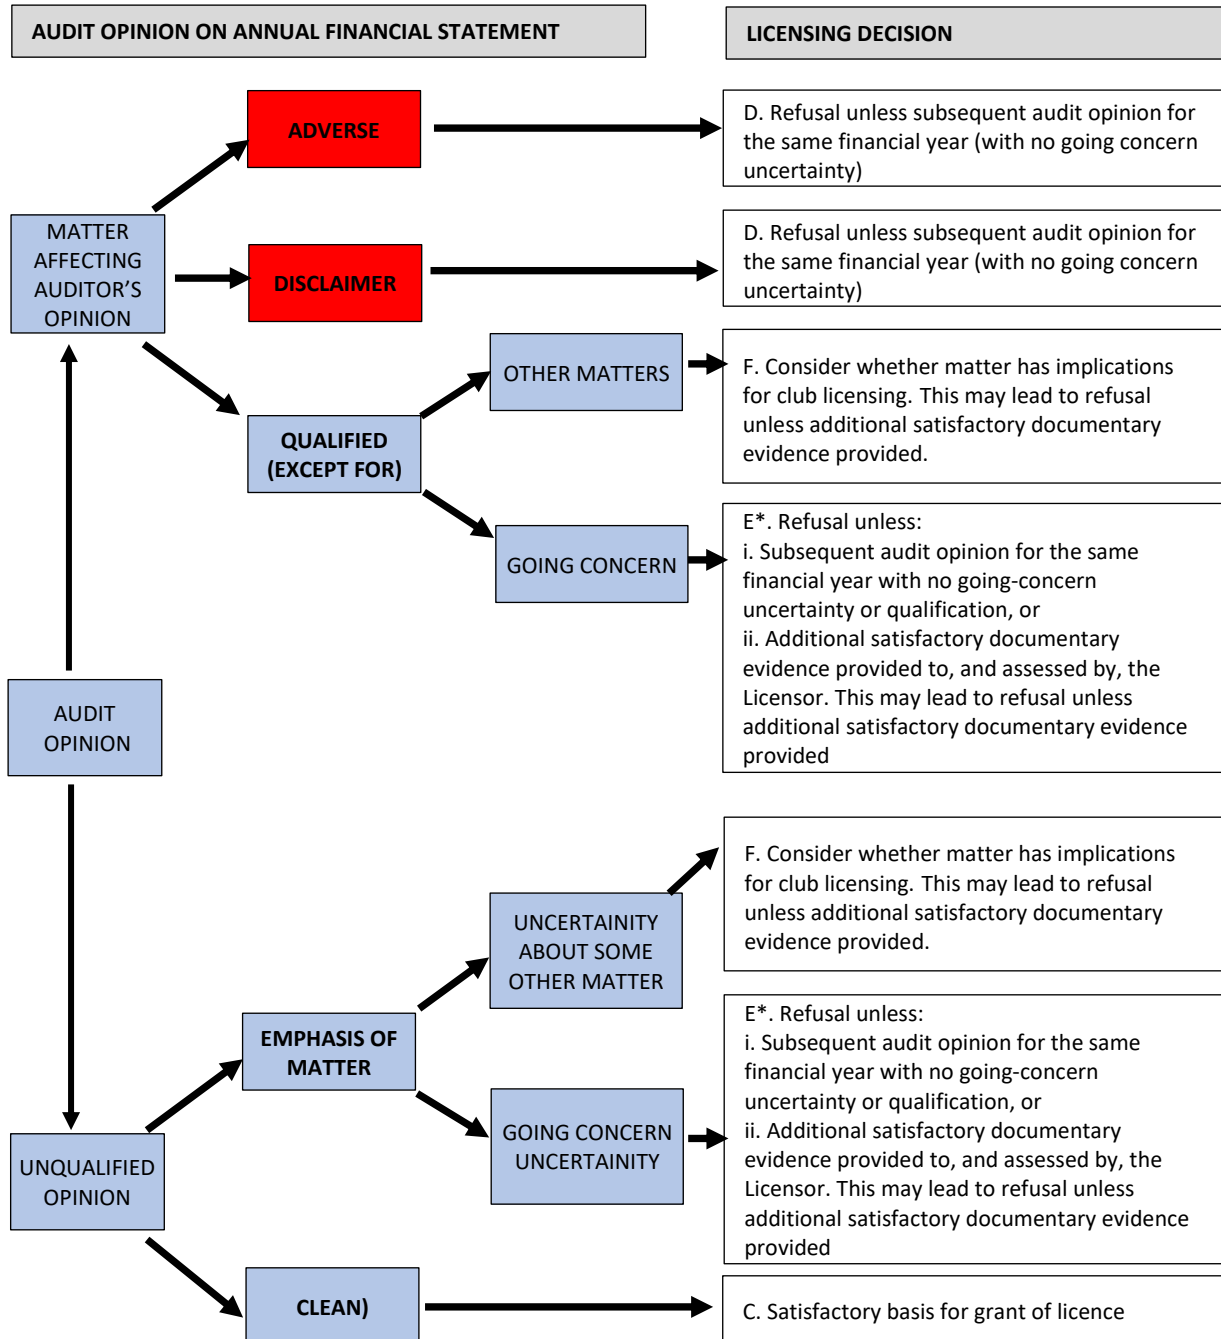 AUDIT OPINION ON ANNUAL FINANCIAL STATEMENT
LICENSING DECISION
ADVERSE
D. Refusal unless subsequent audit opinion for
the same financial year (with no going concern
uncertainty)
MATTER
AFFECTING
AUDITOR’S
OPINION
DISCLAIMER
D. Refusal unless subsequent audit opinion for
the same financial year (with no going concern
uncertainty)
OTHER MATTERS
F. Consider whether matter has implications
for club licensing. This may lead to refusal
unless additional satisfactory documentary
evidence provided.
QUALIFIED
(EXCEPT FOR)
GOING CONCERN
E*. Refusal unless:
i. Subsequent audit opinion for the same
financial year with no going-concern
uncertainty or qualification, or
ii. Additional satisfactory documentary
evidence provided to, and assessed by, the
Licensor. This may lead to refusal unless
additional satisfactory documentary evidence
provided
AUDIT
OPINION
F. Consider whether matter has implications
for club licensing. This may lead to refusal
unless additional satisfactory documentary
evidence provided.
UNCERTAINITY
ABOUT SOME
OTHER MATTER
EMPHASIS OF
MATTER
E*. Refusal unless:
i. Subsequent audit opinion for the same
financial year with no going-concern
uncertainty or qualification, or
ii. Additional satisfactory documentary
evidence provided to, and assessed by, the
Licensor. This may lead to refusal unless
additional satisfactory documentary evidence
provided
GOING CONCERN
UNCERTAINITY
UNQUALIFIED
OPINION
CLEAN)
C. Satisfactory basis for grant of licence